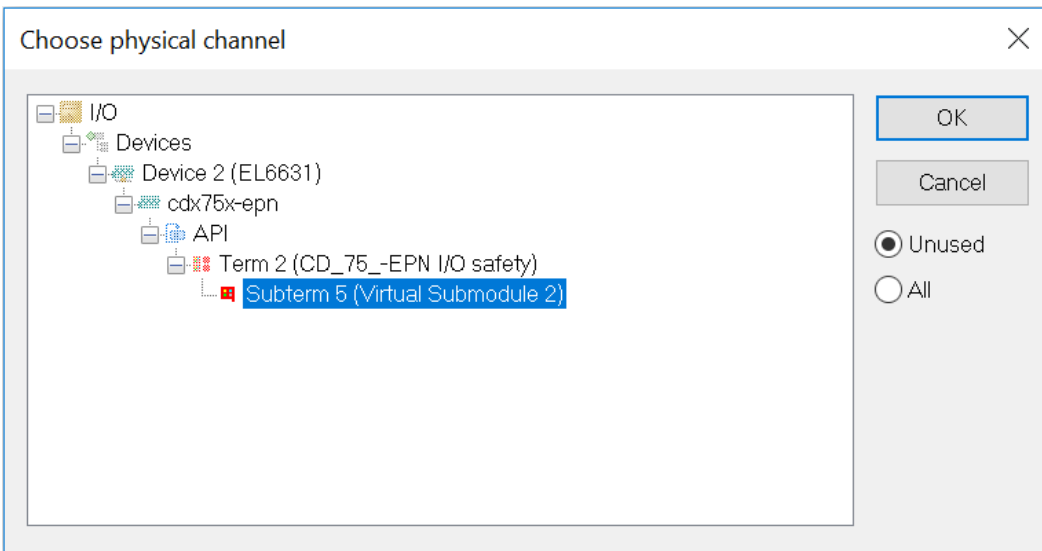 Choose physical channel
I/O
Devices
Device 2 (EL6631)
cdx75x-epn
API
Term 2 (CD_75_-EPN I/O safety)
Subterm 5 (Virtual Submodule 2)
OK
Cancel
Unused
All